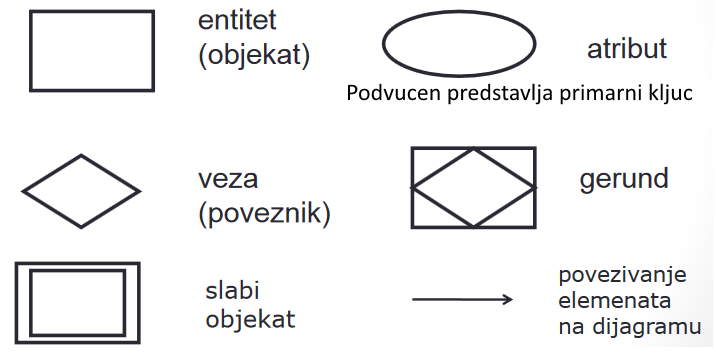 entitet
(objekat)
atribut
Podvucen predstavlja primarni kljuc
veza
(poveznik)
gerund
slabi
objekat
povezivanje
elemenata
na dijagramu